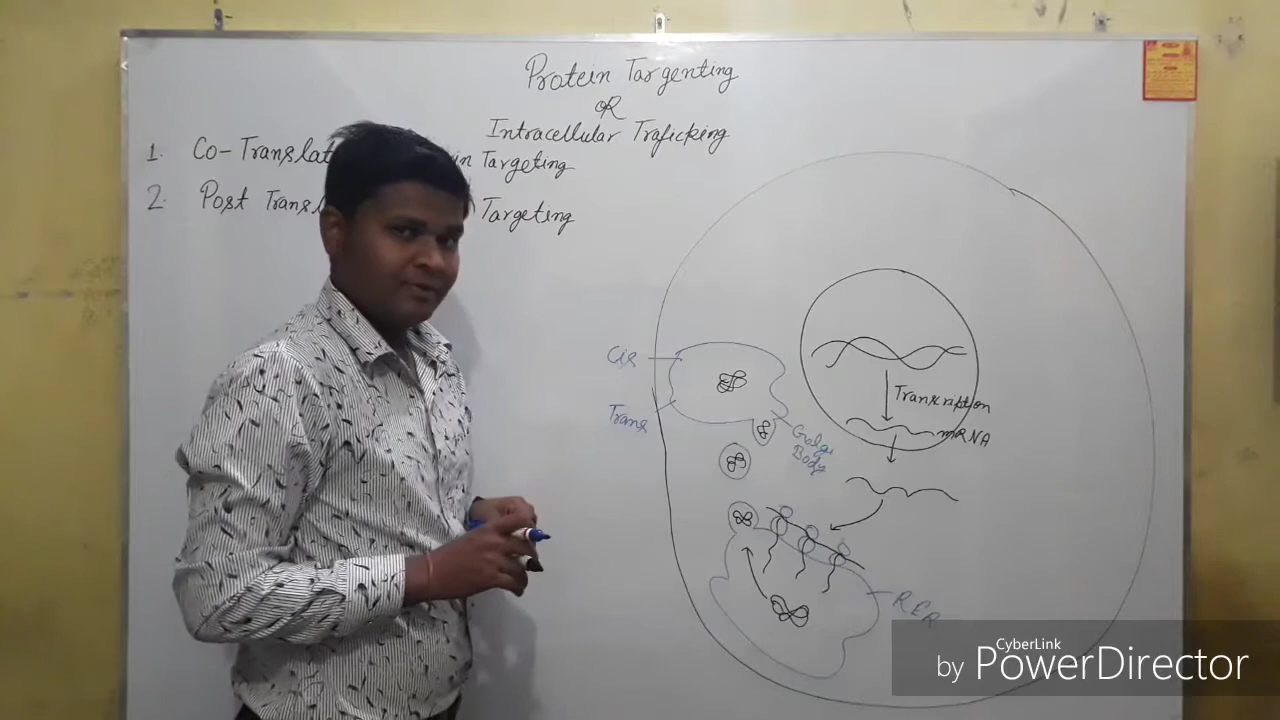 Protein Targenting
OR
Intracellular Traficking
1. Co-Translat in Targeting
2. Post Transl Targeting
Cis
Trans
Golgi
Body
Transcription
mRNA
RER
CyberLink
by PowerDirector